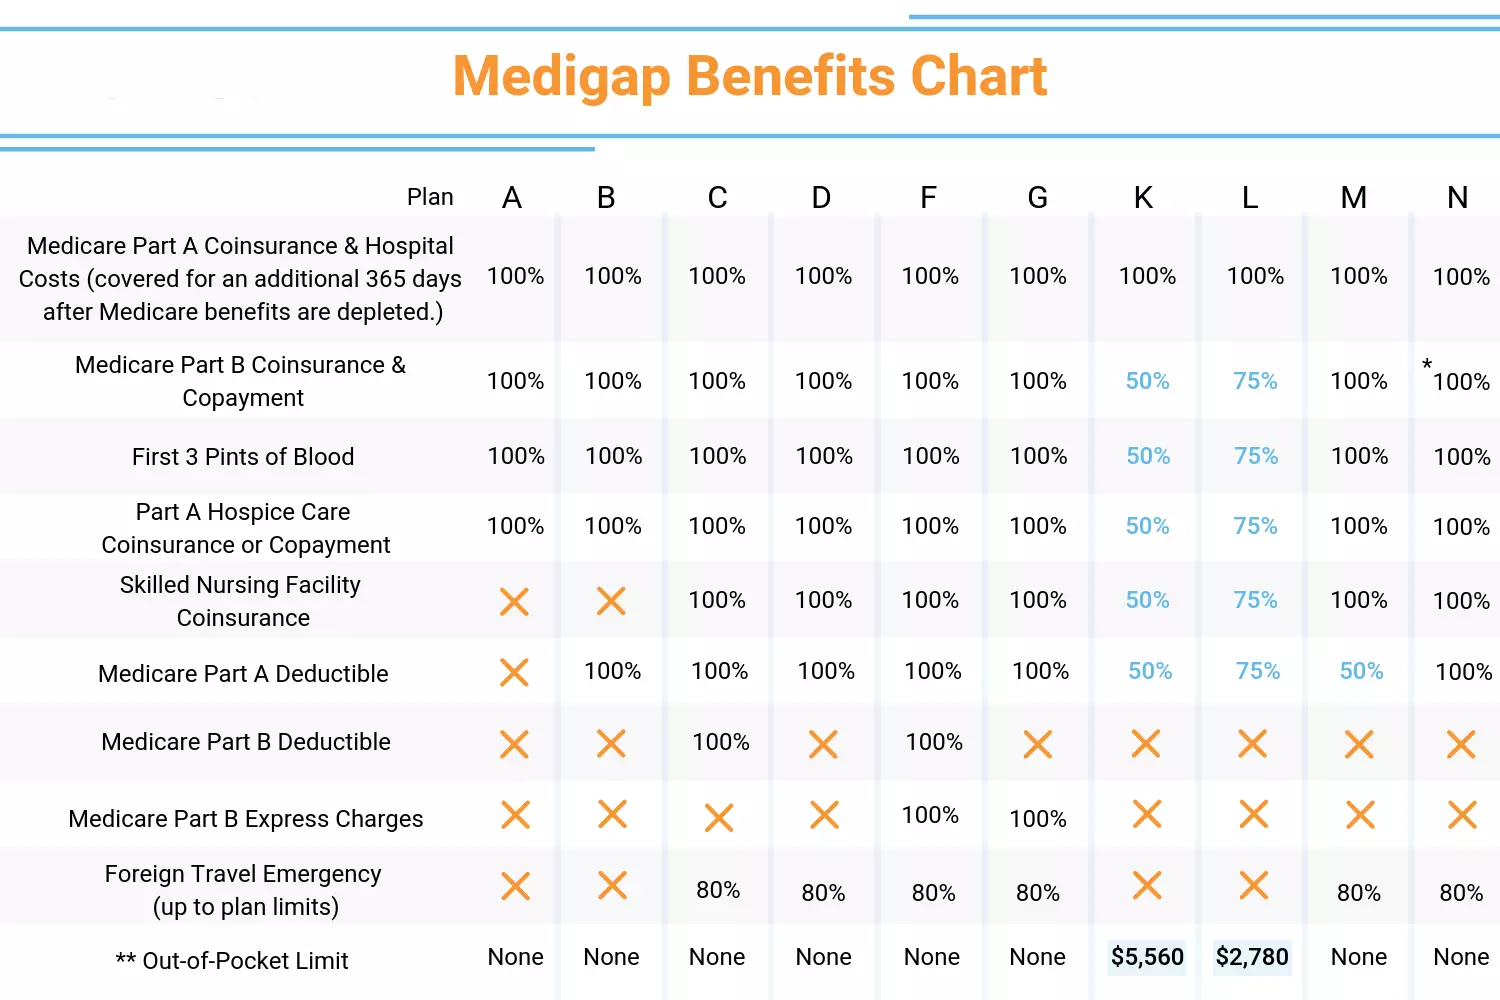 Medigap Benefits Chart
Plan A B C D F G K L M N
Medicare Part A Coinsurance & Hospital
Costs (covered for an additional 365 days
after Medicare benefits are depleted.)
100% 100% 100% 100% 100% 100% 100% 100% 100% 100%
Medicare Part B Coinsurance &
Copayment
100% 100% 100% 100% 100% 100% 50% 75% 100% *100%
First 3 Pints of Blood 100% 100% 100% 100% 100% 100% 50% 75% 100% 100%
Part A Hospice Care
Coinsurance or Copayment
100% 100% 100% 100% 100% 100% 50% 75% 100% 100%
Skilled Nursing Facility
Coinsurance
100% 100% 100% 100% 50% 75% 100% 100%
Medicare Part A Deductible 100% 100% 100% 100% 100% 50% 75% 50% 100%
Medicare Part B Deductible 100% 100%
Medicare Part B Express Charges 100% 100%
Foreign Travel Emergency
(up to plan limits)
80% 80% 80% 80% 80% 80%
** Out-of-Pocket Limit None None None None None None $5,560 $2,780 None None